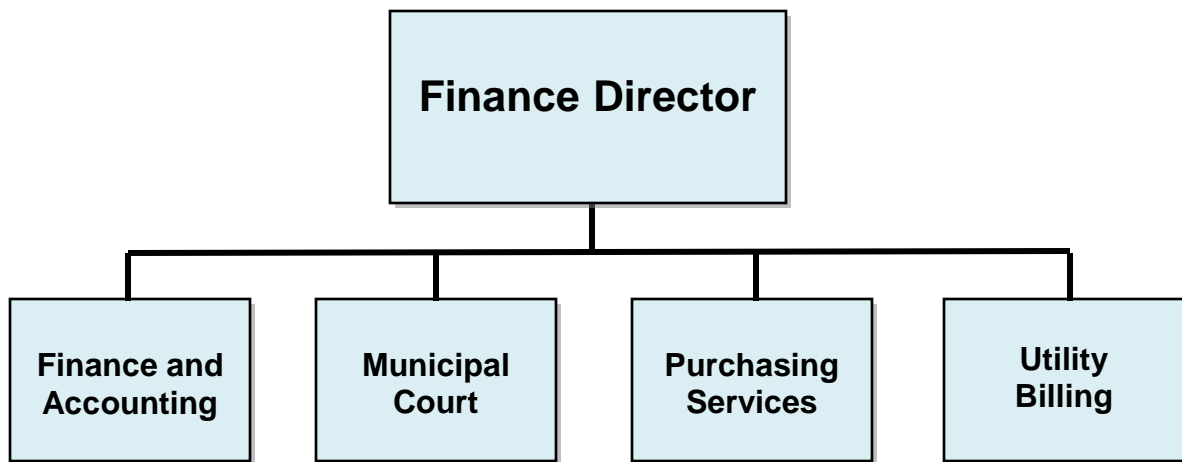 Finance Director
Finance and
Accounting
Municipal
Court
Purchasing
Services
Utility
Billing